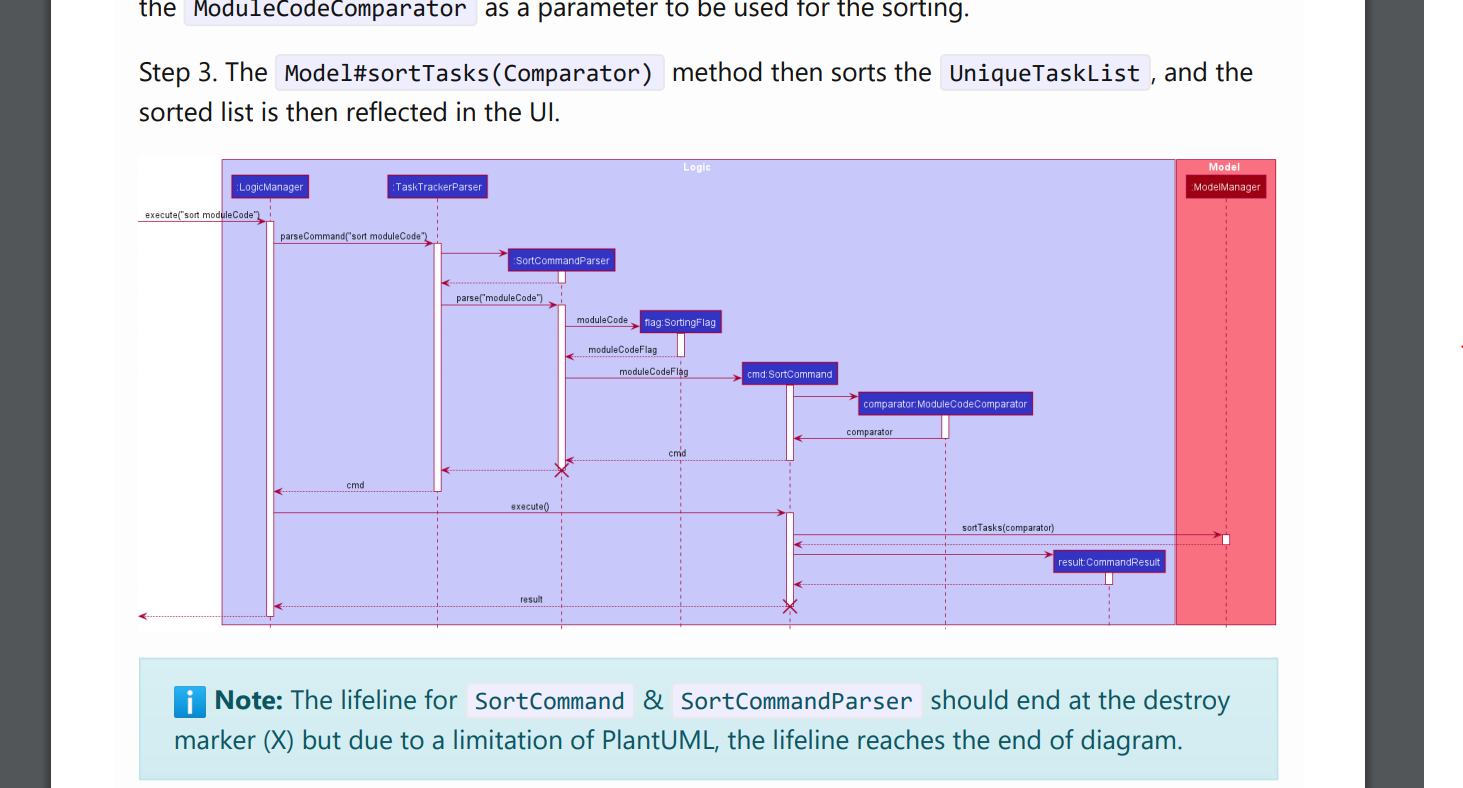 the ModuleCodeComparator as a parameter to be used for the sorting.
Step 3. The Model#sortTasks(Comparator) method then sorts the UniqueTaskList, and the
sorted list is then reflected in the UI.
Logic
Model
:LogicManager
:TaskTrackerParser
:ModelManager
execute("sort moduleCode")
parseCommand("sort moduleCode")
:SortCommandParser
parse("moduleCode")
moduleCode
flag:SortingFlag
moduleCodeFlag
moduleCodeFlag
cmd:SortCommand
comparator:ModuleCodeComparator
comparator
cmd
cmd
execute()
sortTasks(comparator)
result:CommandResult
result
i Note: The lifeline for SortCommand & SortCommandParser should end at the destroy
marker (X) but due to a limitation of PlantUML, the lifeline reaches the end of diagram.